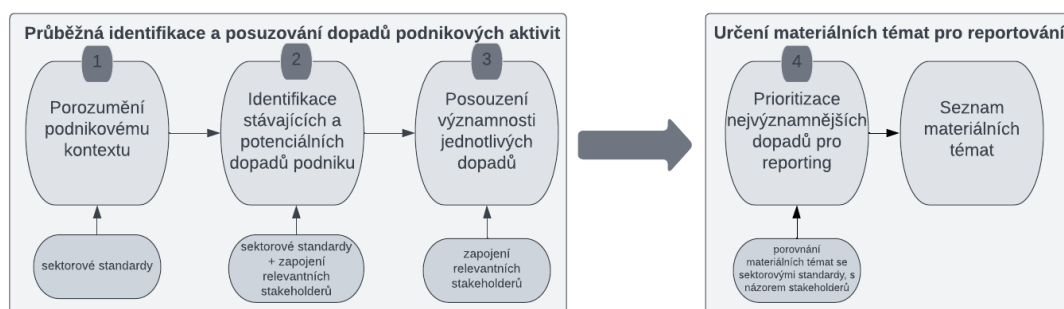 Průběžná identifikace a posuzování dopadů podnikových aktivit
1
Porozumění
podnikovému
kontextu
sektorové standardy
2
Identifikace
stávajících a
potenciálních
dopadů podniku
sektorové standardy
+ zapojení
relevantních
stakeholderů
3
Posouzení
významnosti
jednotlivých
dopadů
zapojení
relevantních
stakeholderů
Určení materiálních témat pro reportování
4
Prioritizace
nejvýznamnějších
dopadů pro
reporting
porovnání
materiálních témat se
sektorovými standardy, s
názorem stakeholderů
Seznam
materiálních
témat